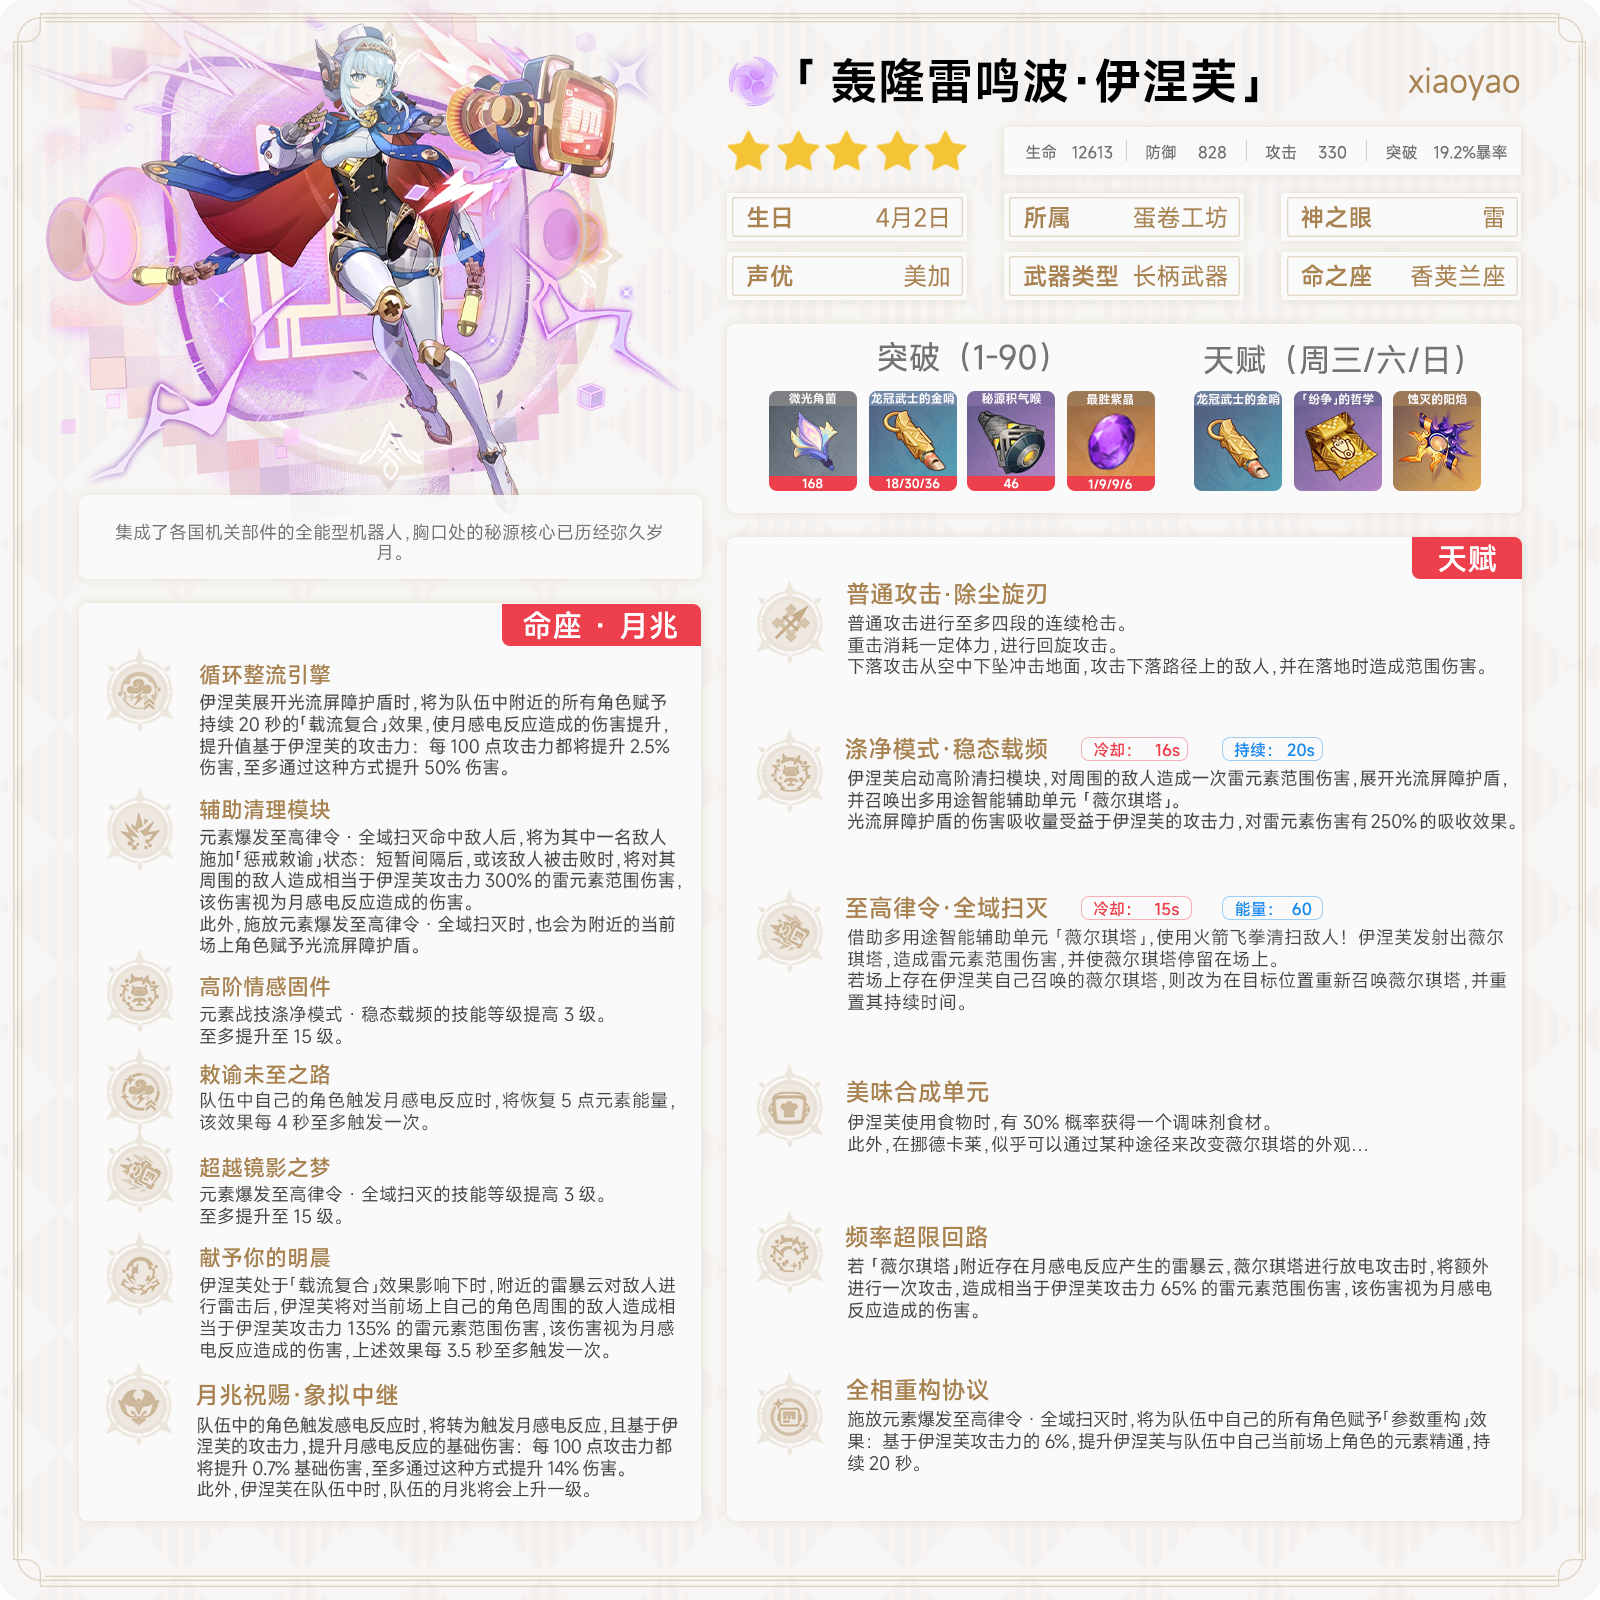 「轰隆雷鸣波·伊涅芙」
xiaoyao
生命 12613 防御 828 攻击 330 突破 19.2%暴率
生日 4月2日
所属 蛋卷工坊
神之眼 雷
声优 美加
武器类型 长柄武器
命之座 香荚兰座
突破（1-90）
天赋（周三/六/日）
微光角菌 龙冠武士的金哨 秘源积气喉 最胜紫晶
168 18/30/36 46 1/9/9/6
龙冠武士的金哨 「纷争」的哲学 蚀灭的阳焰
集成了各国机关部件的全能型机器人,胸口处的秘源核心已历经弥久岁
月。
命座 · 月兆
循环整流引擎
伊涅芙展开光流屏障护盾时,将为队伍中附近的所有角色赋予
持续 20 秒的「载流复合」效果,使月感电反应造成的伤害提升,
提升值基于伊涅芙的攻击力：每 100 点攻击力都将提升 2.5%
伤害,至多通过这种方式提升 50% 伤害。
辅助清理模块
元素爆发至高律令 · 全域扫灭命中敌人后,将为其中一名敌人
施加「惩戒敕谕」状态：短暂间隔后,或该敌人被击败时,将对其
周围的敌人造成相当于伊涅芙攻击力 300%的雷元素范围伤害,
该伤害视为月感电反应造成的伤害。
此外,施放元素爆发至高律令 · 全域扫灭时,也会为附近的当前
场上角色赋予光流屏障护盾。
高阶情感固件
元素战技涤净模式 · 稳态载频的技能等级提高 3 级。
至多提升至 15 级。
敕谕未至之路
队伍中自己的角色触发月感电反应时,将恢复 5 点元素能量,
该效果每 4 秒至多触发一次。
超越镜影之梦
元素爆发至高律令 · 全域扫灭的技能等级提高 3 级。
至多提升至 15 级。
献予你的明晨
伊涅芙处于「载流复合」效果影响下时,附近的雷暴云对敌人进
行雷击后,伊涅芙将对当前场上自己的角色周围的敌人造成相
当于伊涅芙攻击力 135% 的雷元素范围伤害,该伤害视为月感
电反应造成的伤害,上述效果每 3.5 秒至多触发一次。
月兆祝赐·象拟中继
队伍中的角色触发感电反应时,将转为触发月感电反应,且基于伊
涅芙的攻击力,提升月感电反应的基础伤害：每 100 点攻击力都
将提升 0.7% 基础伤害,至多通过这种方式提升 14% 伤害。
此外,伊涅芙在队伍中时,队伍的月兆将会上升一级。
天赋
普通攻击·除尘旋刃
普通攻击进行至多四段的连续枪击。
重击消耗一定体力,进行回旋攻击。
下落攻击从空中下坠冲击地面,攻击下落路径上的敌人,并在落地时造成范围伤害。
涤净模式·稳态载频 冷却： 16s 持续： 20s
伊涅芙启动高阶清扫模块,对周围的敌人造成一次雷元素范围伤害,展开光流屏障护盾,
并召唤出多用途智能辅助单元「薇尔琪塔」。
光流屏障护盾的伤害吸收量受益于伊涅芙的攻击力,对雷元素伤害有250%的吸收效果。
至高律令·全域扫灭 冷却： 15s 能量： 60
借助多用途智能辅助单元「薇尔琪塔」,使用火箭飞拳清扫敌人！伊涅芙发射出薇尔
琪塔,造成雷元素范围伤害,并使薇尔琪塔停留在场上。
若场上存在伊涅芙自己召唤的薇尔琪塔,则改为在目标位置重新召唤薇尔琪塔,并重
置其持续时间。
美味合成单元
伊涅芙使用食物时,有 30% 概率获得一个调味剂食材。
此外,在挪德卡莱,似乎可以通过某种途径来改变薇尔琪塔的外观…
频率超限回路
若「薇尔琪塔」附近存在月感电反应产生的雷暴云,薇尔琪塔进行放电攻击时,将额外
进行一次攻击,造成相当于伊涅芙攻击力 65% 的雷元素范围伤害,该伤害视为月感电
反应造成的伤害。
全相重构协议
施放元素爆发至高律令 · 全域扫灭时,将为队伍中自己的所有角色赋予「参数重构」效
果：基于伊涅芙攻击力的 6%,提升伊涅芙与队伍中自己当前场上角色的元素精通,持
续 20 秒。